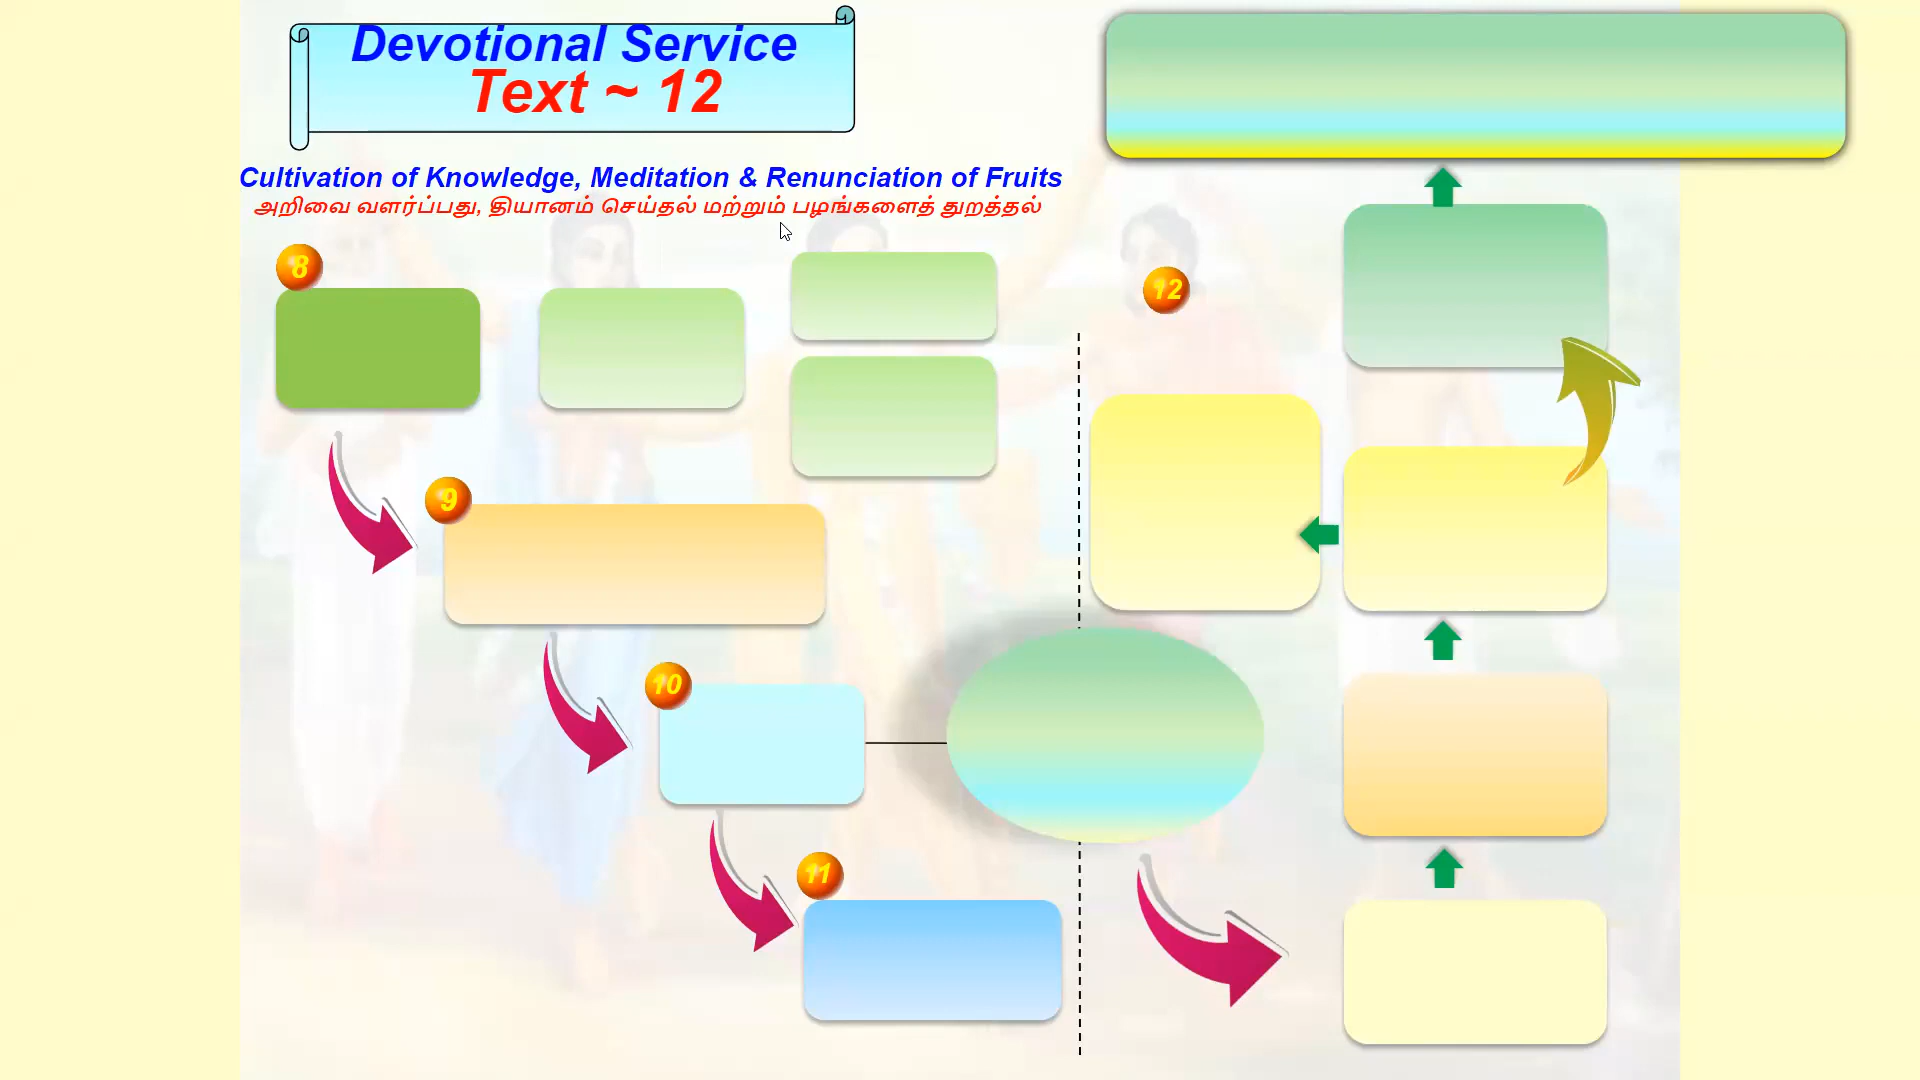 Devotional Service
Text ~ 12
Cultivation of Knowledge, Meditation & Renunciation of Fruits
அறிவை வளர்ப்பது, தியானம் செய்தல் மற்றும் பழங்களைத் துறத்தல்
8
12
9
10
11